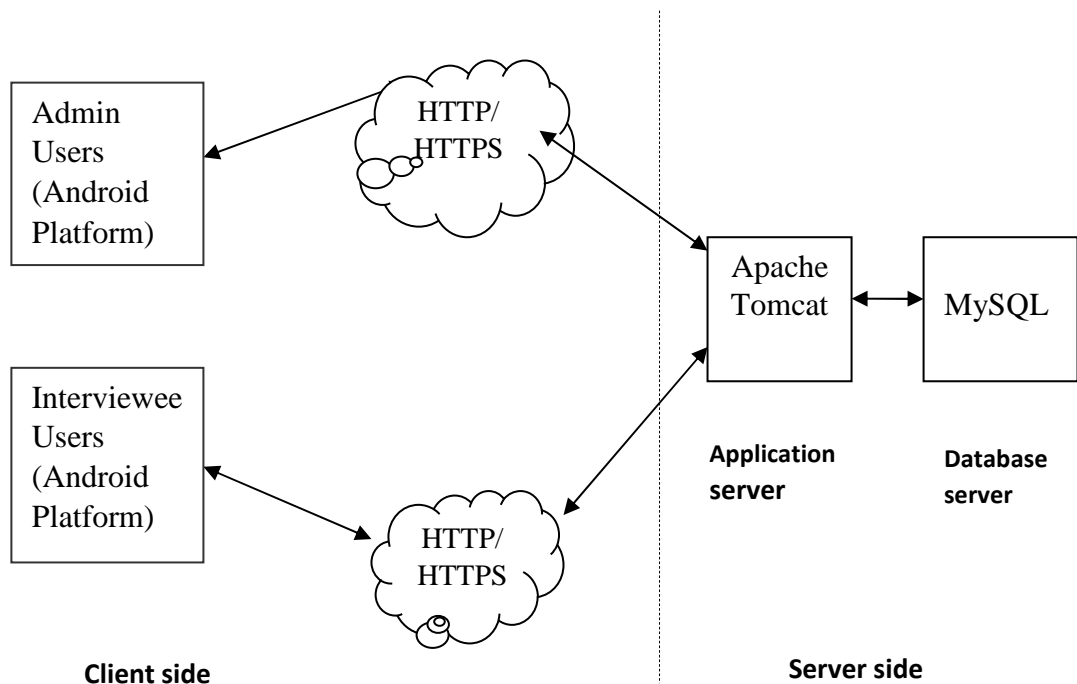 Admin
Users
(Android
Platform)
HTTP/
HTTPS
Apache
Tomcat
MySQL
Interviewee
Users
(Android
Platform)
HTTP/
HTTPS
Application
server
Database
server
Client side
Server side